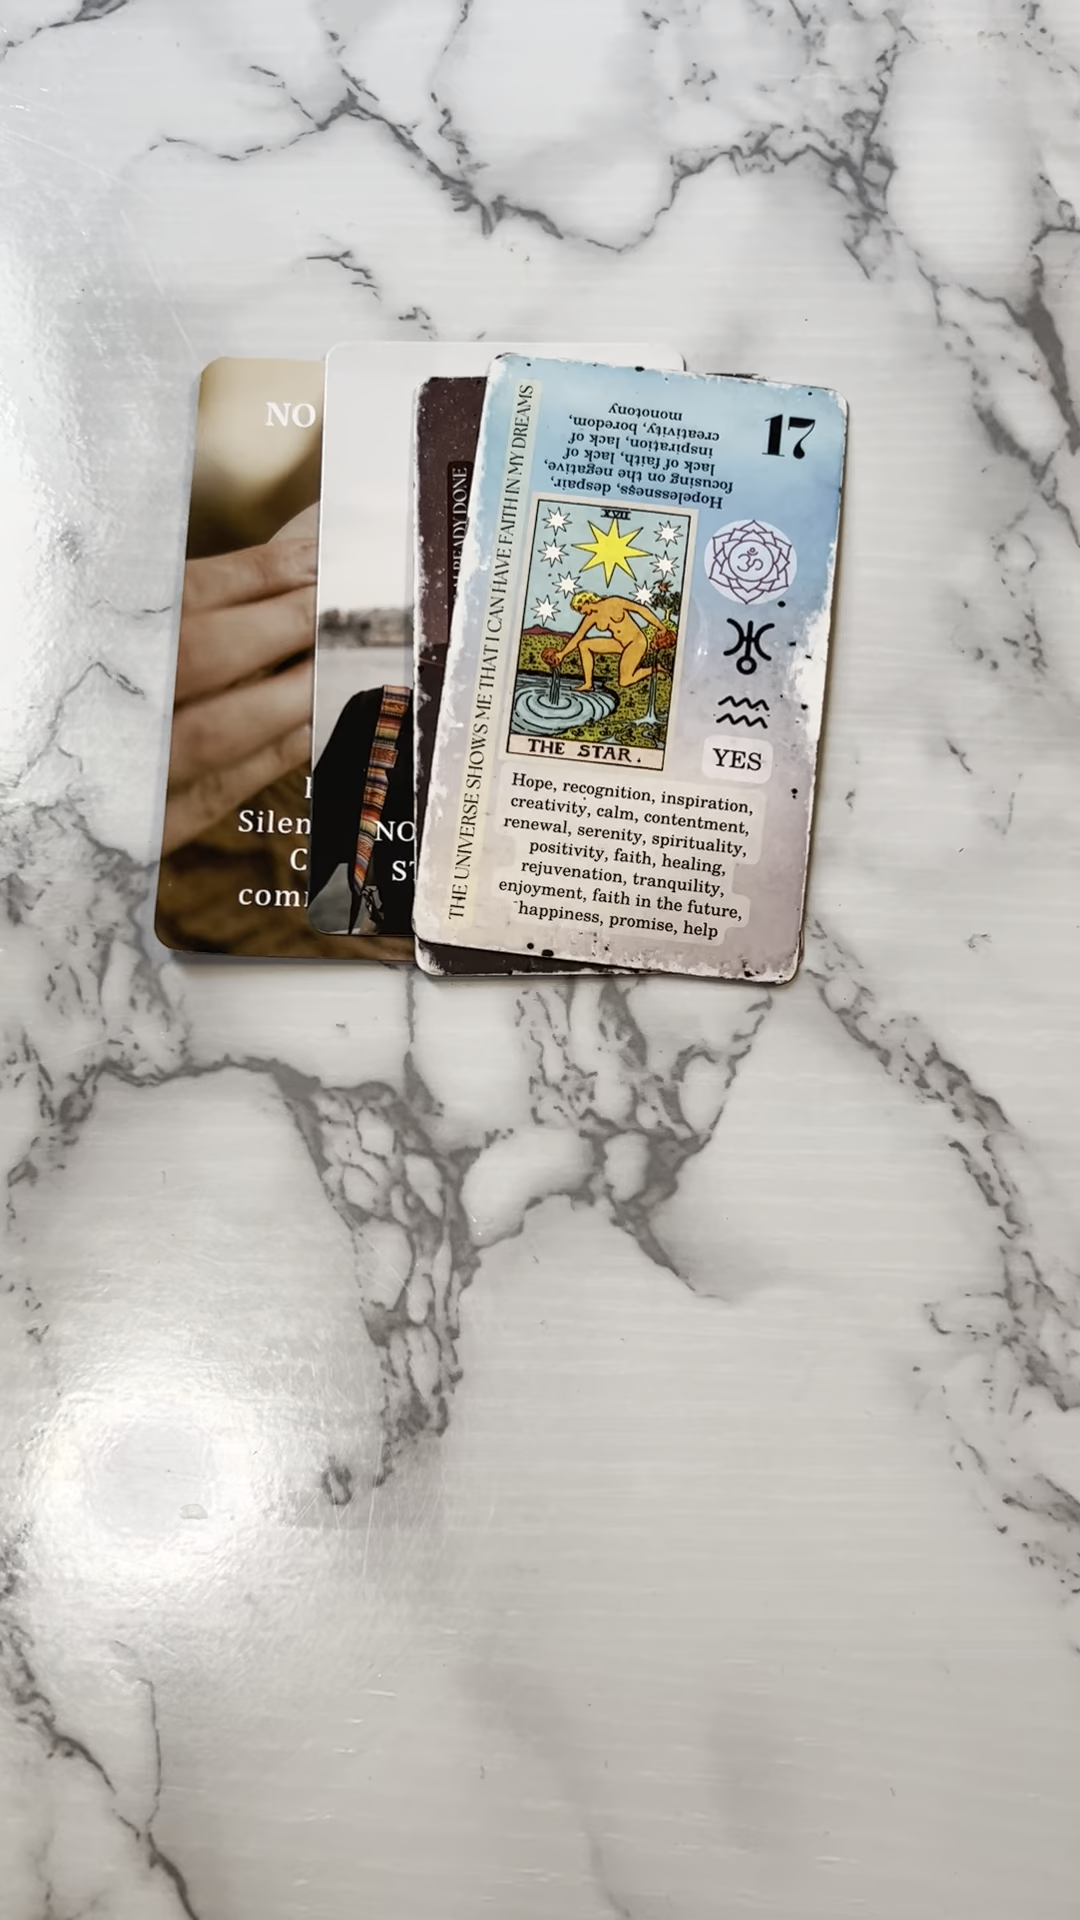 NO
Silen
C
comm
NO
ST
ALREADY DONE
THE UNIVERSE SHOWS ME THAT I CAN HAVE FAITH IN MY DREAMS
17
Hopelessness, despair,
focusing on the negative,
lack of faith, lack of
inspiration, lack of
creativity, boredom,
monotony
XVII
THE STAR.
YES
Hope, recognition, inspiration,
creativity, calm, contentment,
renewal, serenity, spirituality,
positivity, faith, healing,
rejuvenation, tranquility,
enjoyment, faith in the future,
happiness, promise, help